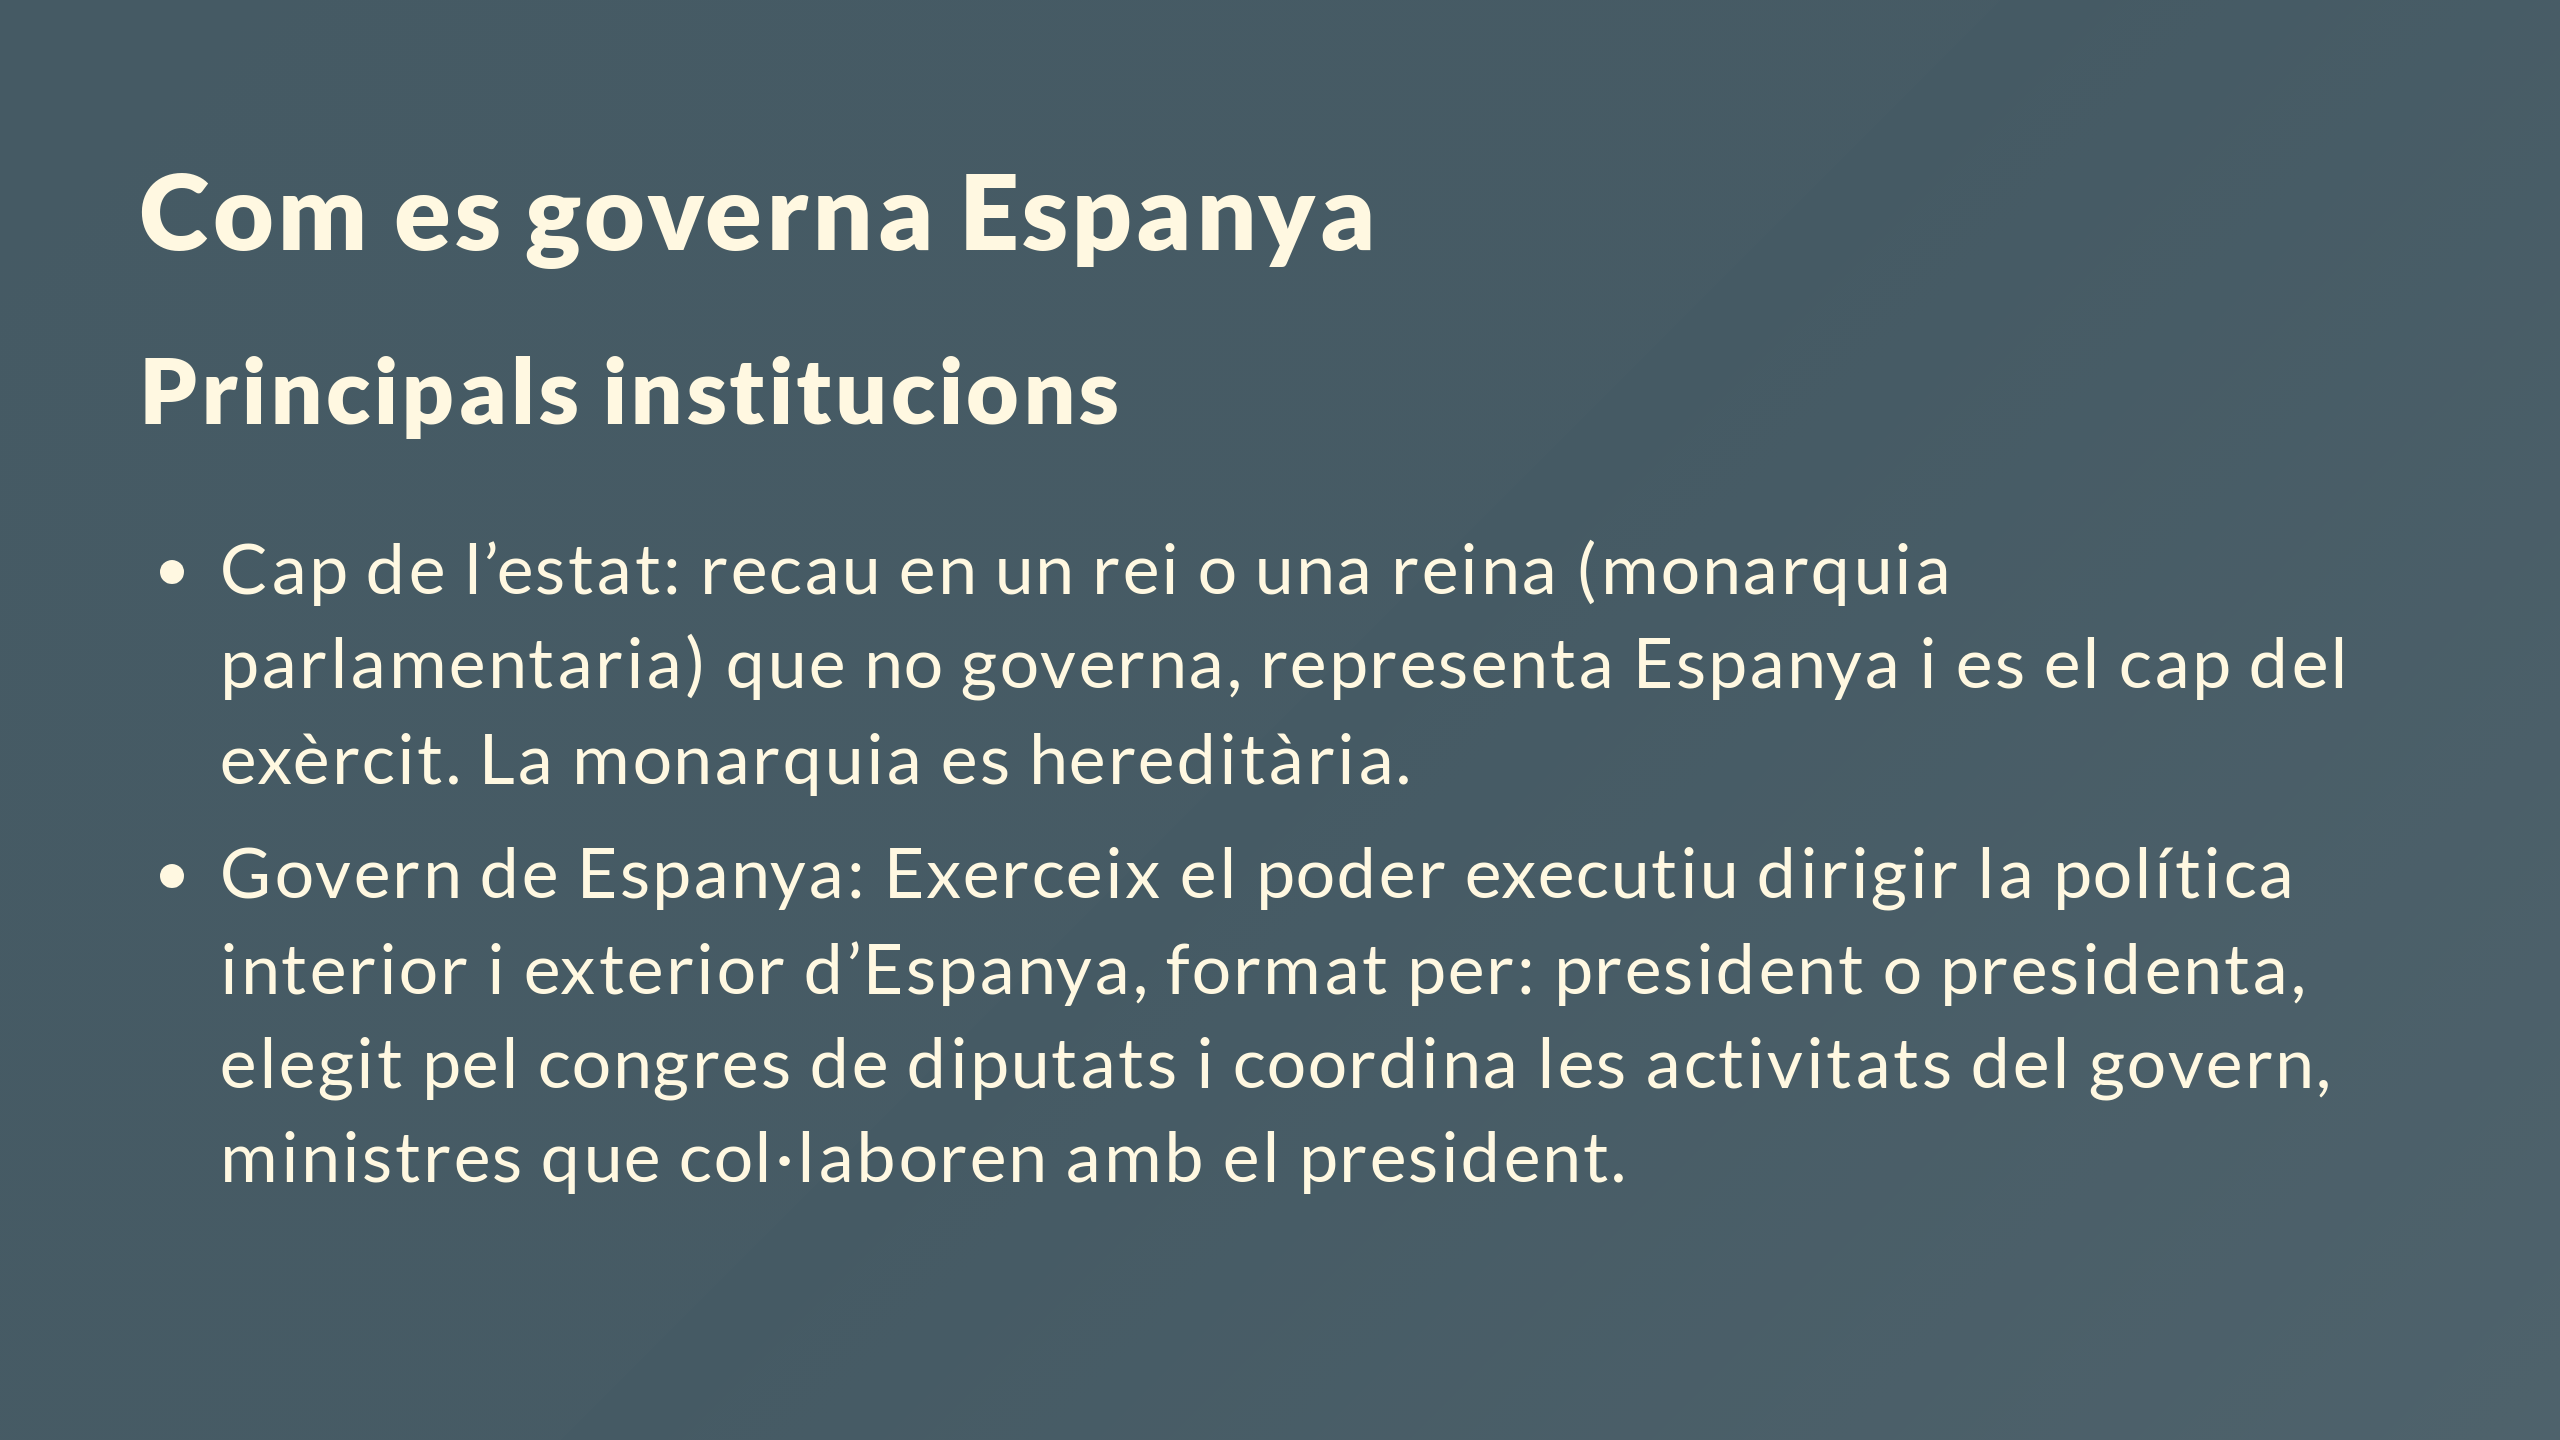 Com es governa Espanya
Principals institucions
• Cap de l’estat: recau en un rei o una reina (monarquia
parlamentaria) que no governa, representa Espanya i es el cap del
exèrcit. La monarquia es hereditària.
• Govern de Espanya: Exerceix el poder executiu dirigir la política
interior i exterior d’Espanya, format per: president o presidenta,
elegit pel congres de diputats i coordina les activitats del govern,
ministres que col·laboren amb el president.